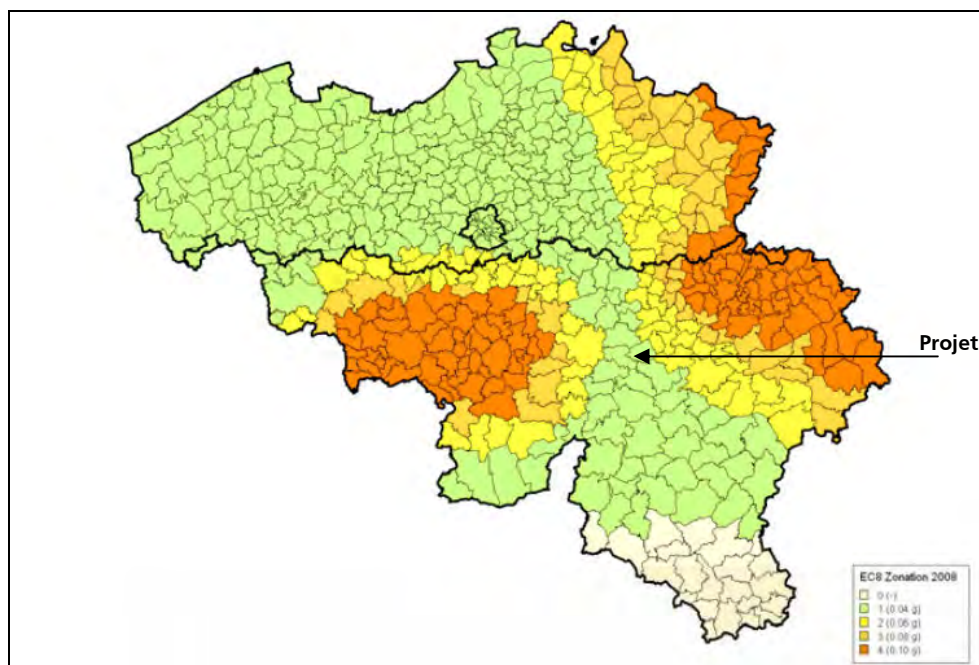 Projet
EC8 Zonation 2008
0 (-)
1 (0.04 g)
2 (0.06 g)
3 (0.08 g)
4 (0.10 g)